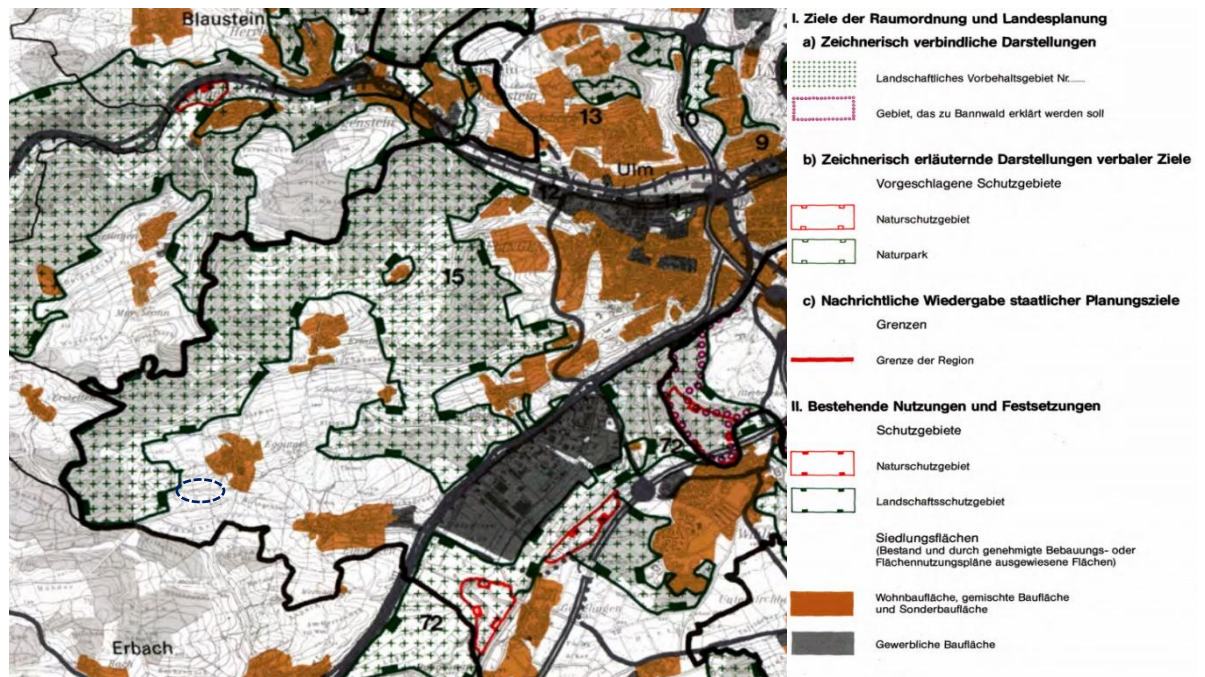 Blaustein
13
10
9
Ulm
12
11
15
72
72
Erbach
I. Ziele der Raumordnung und Landesplanung
a) Zeichnerisch verbindliche Darstellungen
Landschaftliches Vorbehaltsgebiet Nr......
Gebiet, das zu Bannwald erklärt werden soll
b) Zeichnerisch erläuternde Darstellungen verbaler Ziele
Vorgeschlagene Schutzgebiete
Naturschutzgebiet
Naturpark
c) Nachrichtliche Wiedergabe staatlicher Planungsziele
Grenzen
Grenze der Region
II. Bestehende Nutzungen und Festsetzungen
Schutzgebiete
Naturschutzgebiet
Landschaftsschutzgebiet
Siedlungsflächen
(Bestand und durch genehmigte Bebauungs- oder
Flächennutzungspläne ausgewiesene Flächen)
Wohnbaufläche, gemischte Baufläche
und Sonderbaufläche
Gewerbliche Baufläche